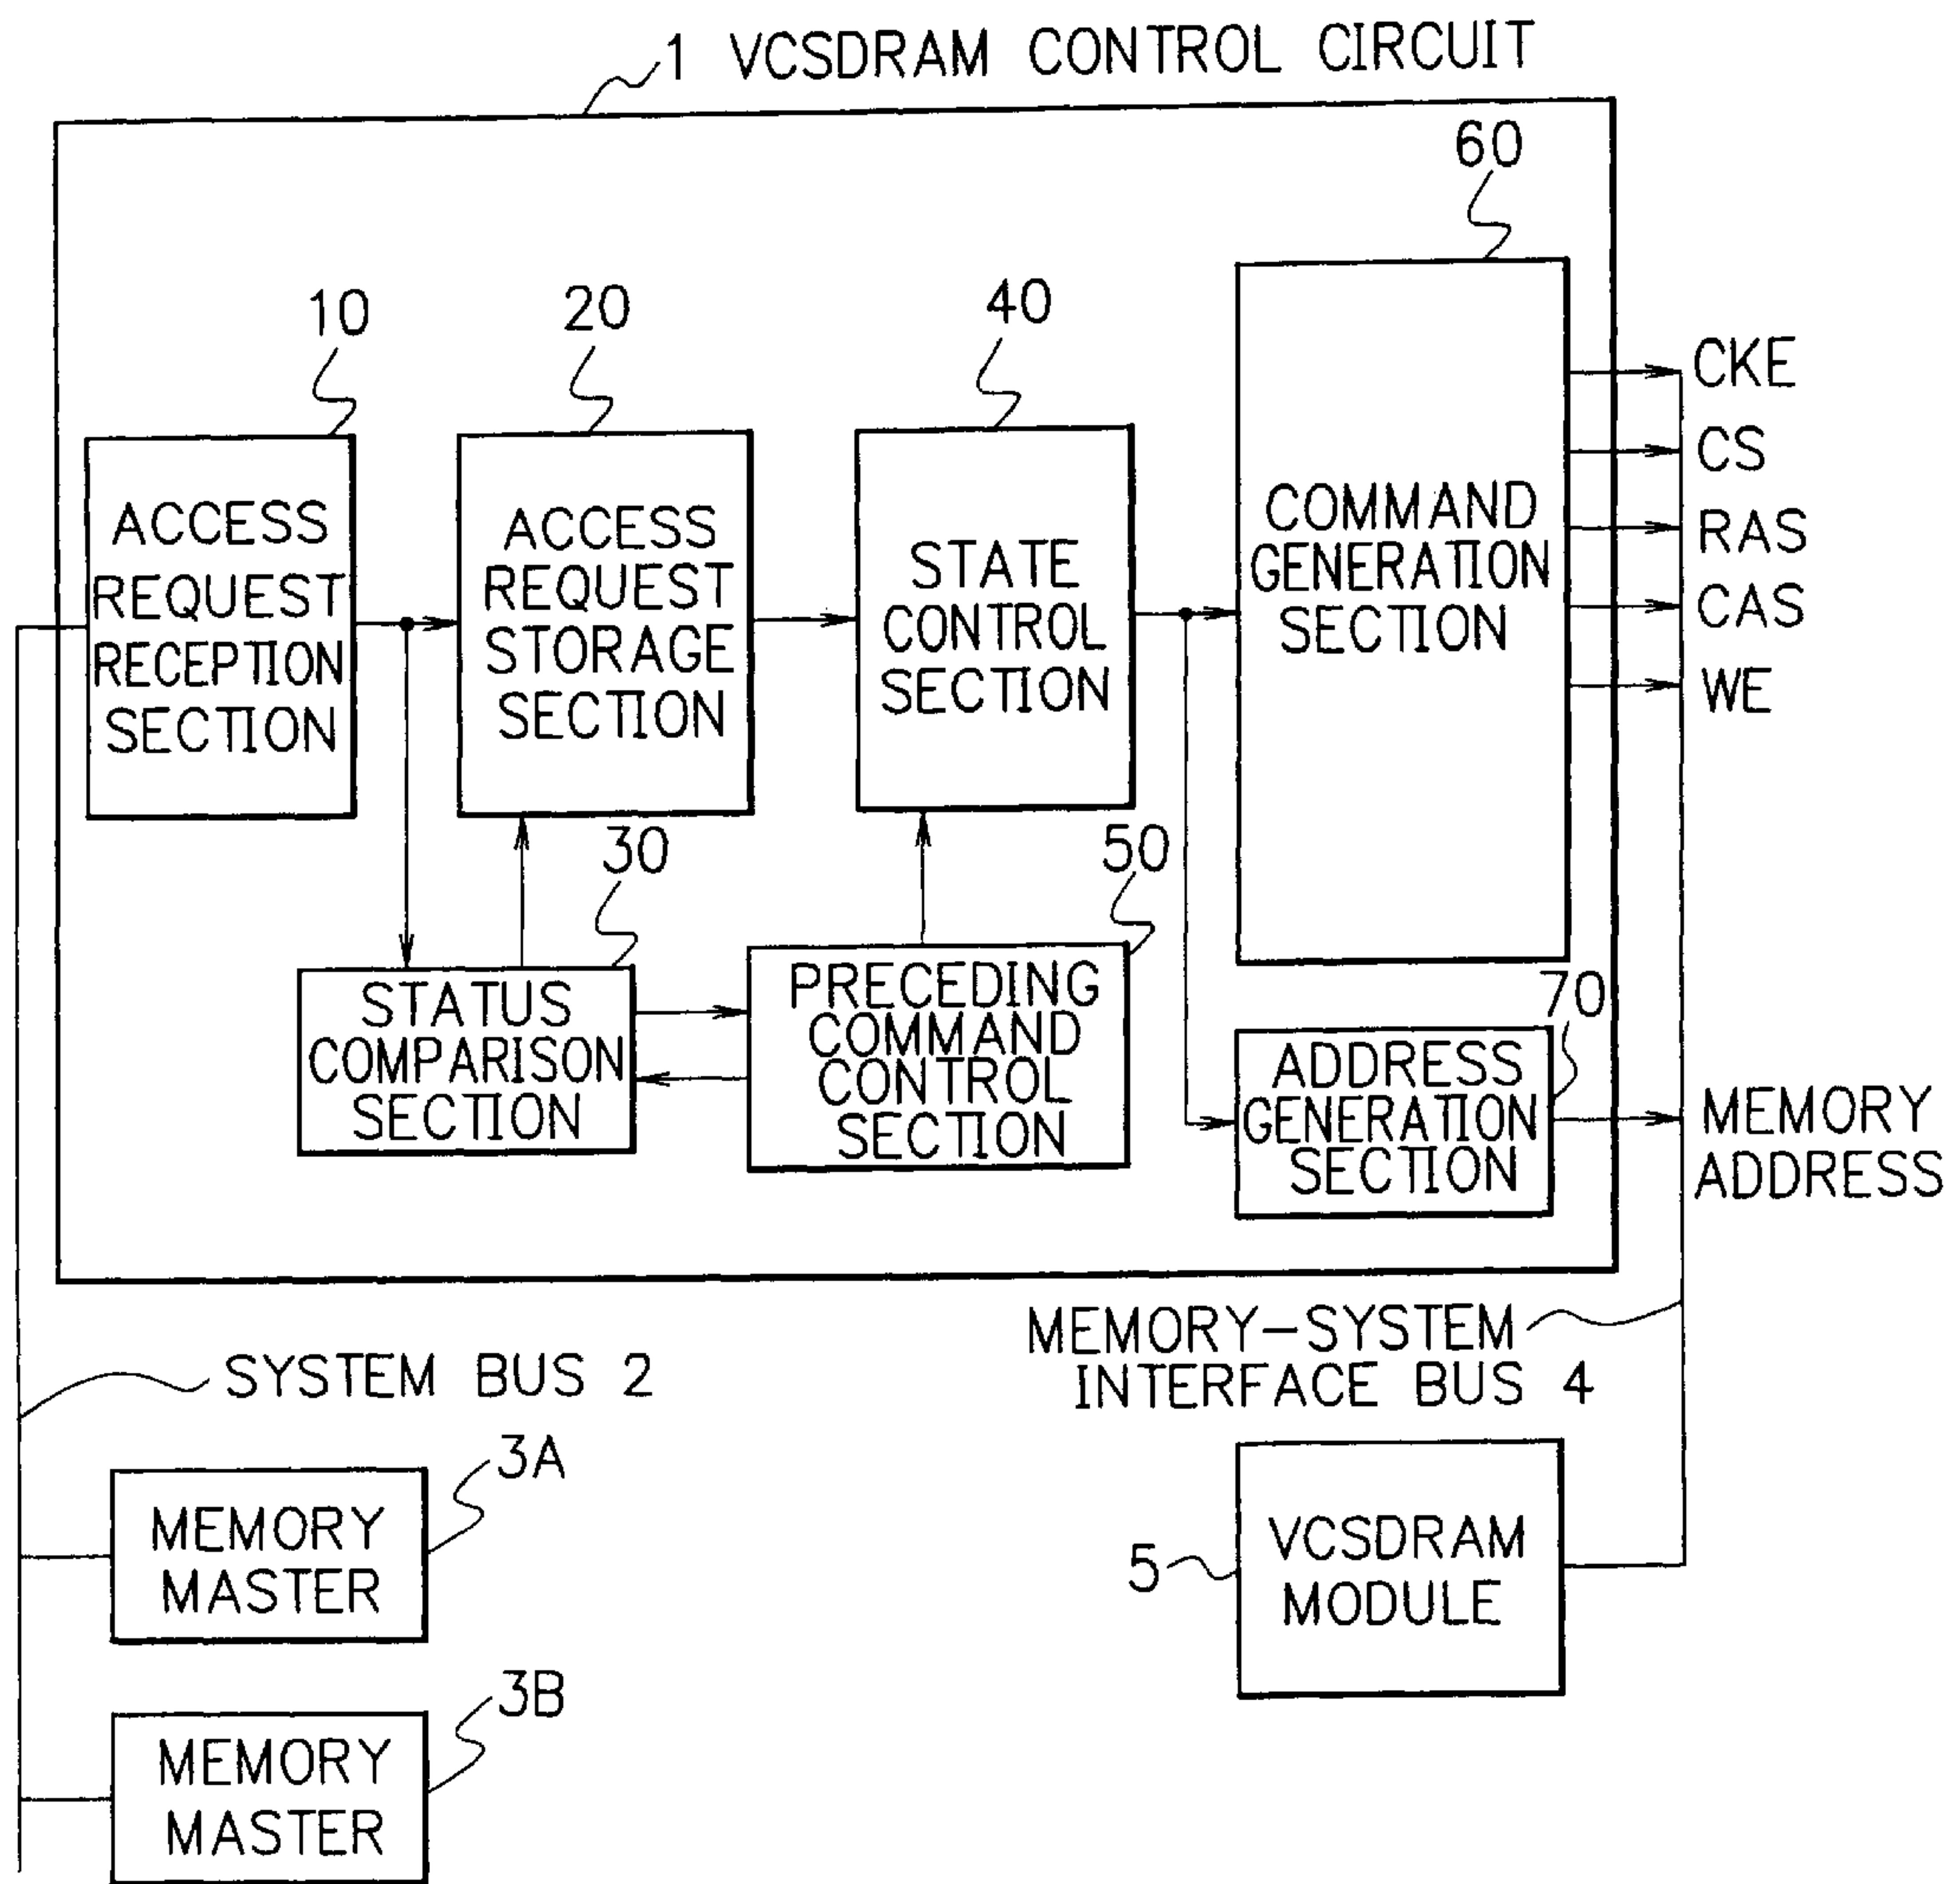 1 VCSDRAM CONTROL CIRCUIT
60
10
20
40
ACCESS
REQUEST
RECEPTION
SECTION
ACCESS
REQUEST
STORAGE
SECTION
STATE
CONTROL
SECTION
COMMAND
GENERATION
SECTION
CKE
CS
RAS
CAS
WE
30
50
STATUS
COMPARISON
SECTION
PRECEDING
COMMAND
CONTROL
SECTION
70
ADDRESS
GENERATION
SECTION
MEMORY
ADDRESS
MEMORY-SYSTEM
INTERFACE BUS 4
SYSTEM BUS 2
3A
MEMORY
MASTER
5
VCSDRAM
MODULE
3B
MEMORY
MASTER